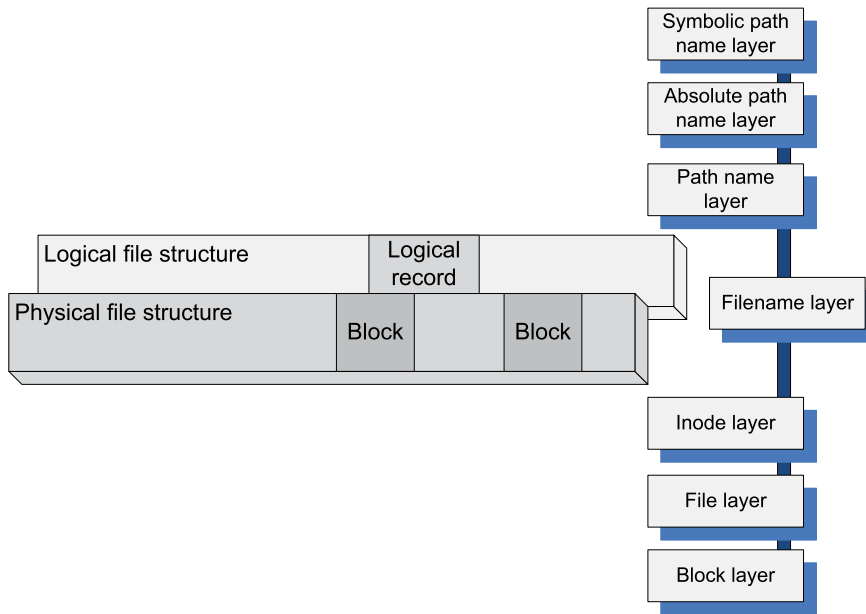 Symbolic path
name layer
Absolute path
name layer
Path name
layer
Logical file structure
Logical
record
Filename layer
Physical file structure
Block
Block
Inode layer
File layer
Block layer